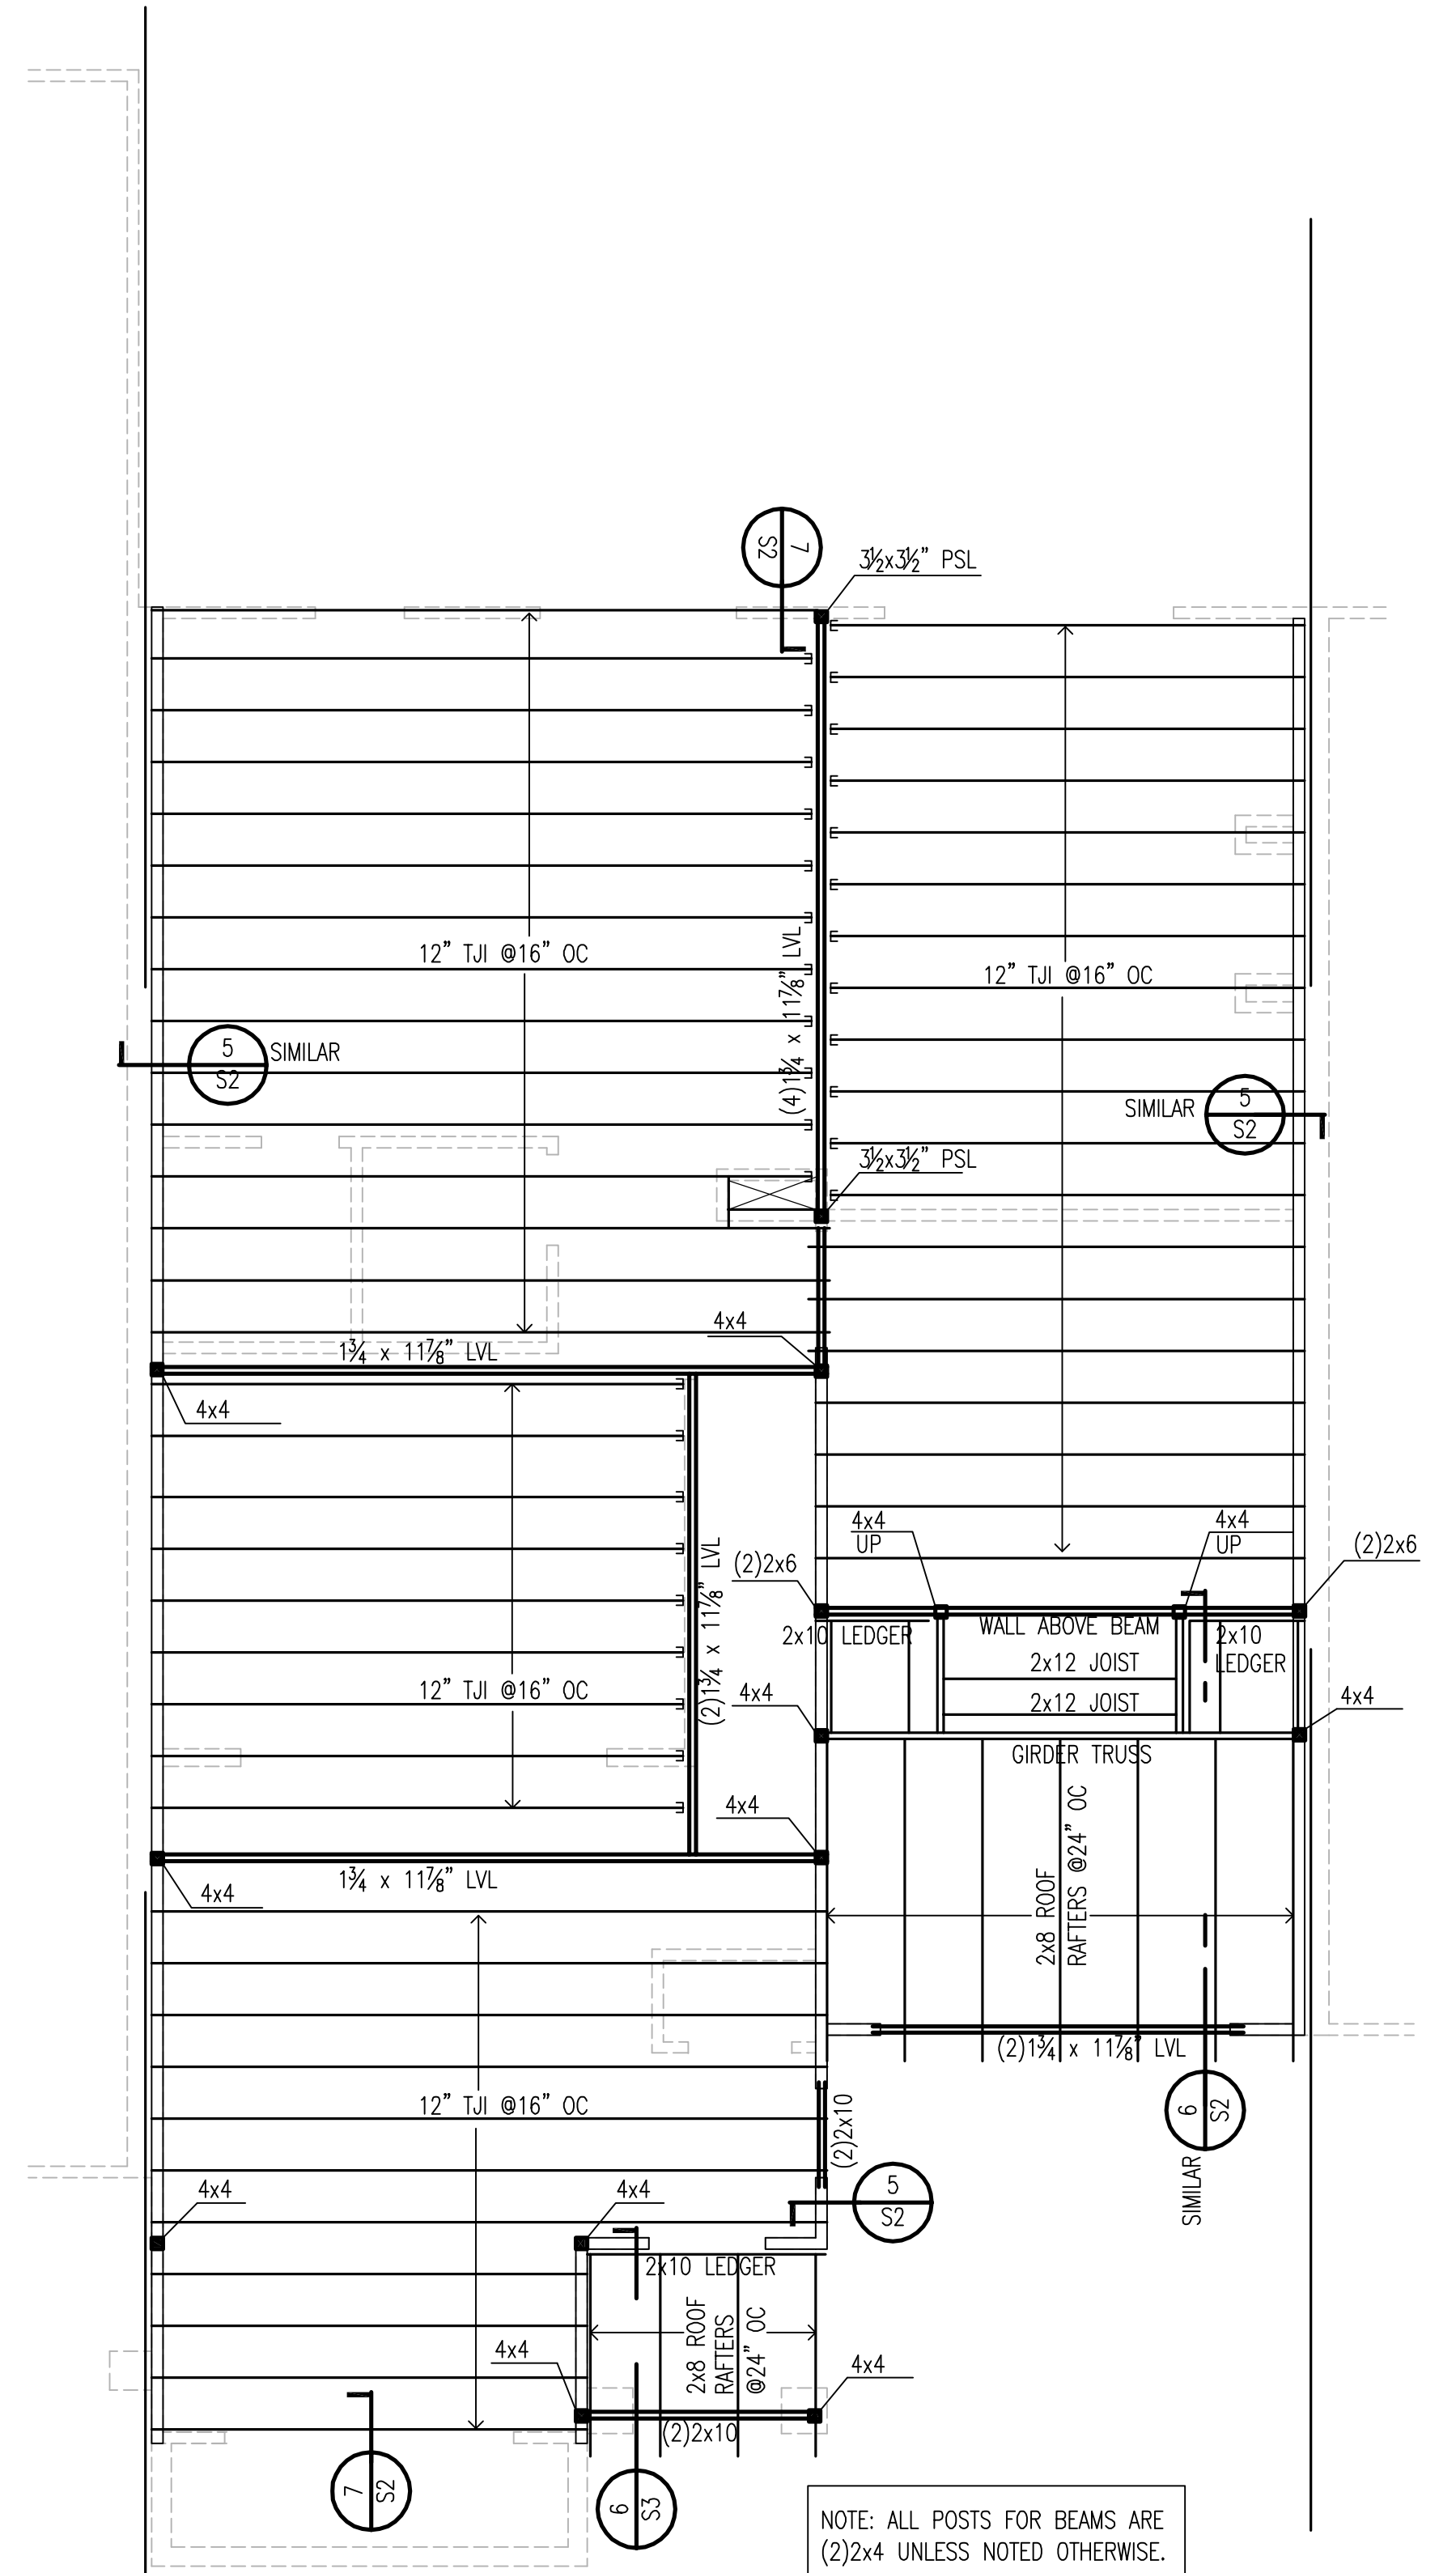 7
S2
3½x3½" PSL
12" TJI @16" OC
(4)1¾ x 11⅞" LVL
12" TJI @16" OC
5
S2
SIMILAR
SIMILAR
5
S2
3½x3½" PSL
4x4
1¾ x 11⅞" LVL
4x4
4x4
UP
4x4
UP
(2)2x6
(2)2x6
(2)1¾ x 11⅞" LVL
2x10 LEDGER
WALL ABOVE BEAM
2x10
LEDGER
2x12 JOIST
2x12 JOIST
12" TJI @16" OC
4x4
4x4
GIRDER TRUSS
4x4
2x8 ROOF
RAFTERS @24" OC
1¾ x 11⅞" LVL
4x4
(2)1¾ x 11⅞" LVL
12" TJI @16" OC
(2)2x10
6
S2
SIMILAR
4x4
4x4
5
S2
2x10 LEDGER
2x8 ROOF
RAFTERS
@24" OC
4x4
4x4
(2)2x10
7
S2
6
S3
NOTE: ALL POSTS FOR BEAMS ARE
(2)2x4 UNLESS NOTED OTHERWISE.